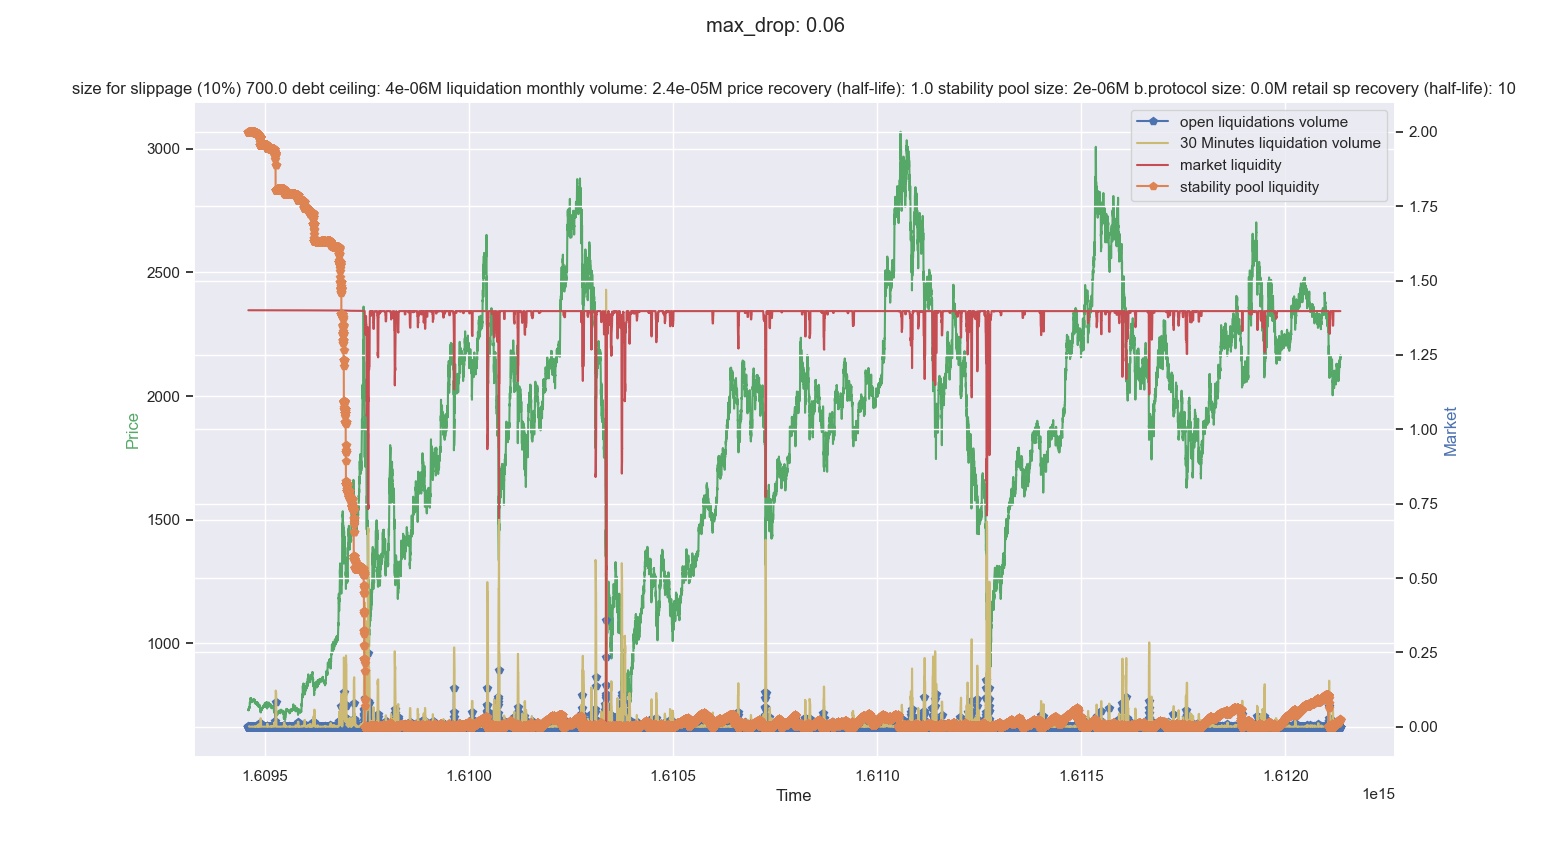 max_drop: 0.06
size for slippage (10%) 700.0 debt ceiling: 4e-06M liquidation monthly volume: 2.4e-05M price recovery (half-life): 1.0 stability pool size: 2e-06M b.protocol size: 0.0M retail sp recovery (half-life): 10
open liquidations volume
30 Minutes liquidation volume
market liquidity
stability pool liquidity
3000
2500
2000
1500
1000
Price
2.00
1.75
1.50
1.25
1.00
0.75
0.50
0.25
0.00
Market
1.6095 1.6100 1.6105 1.6110 1.6115 1.6120
Time
1e15